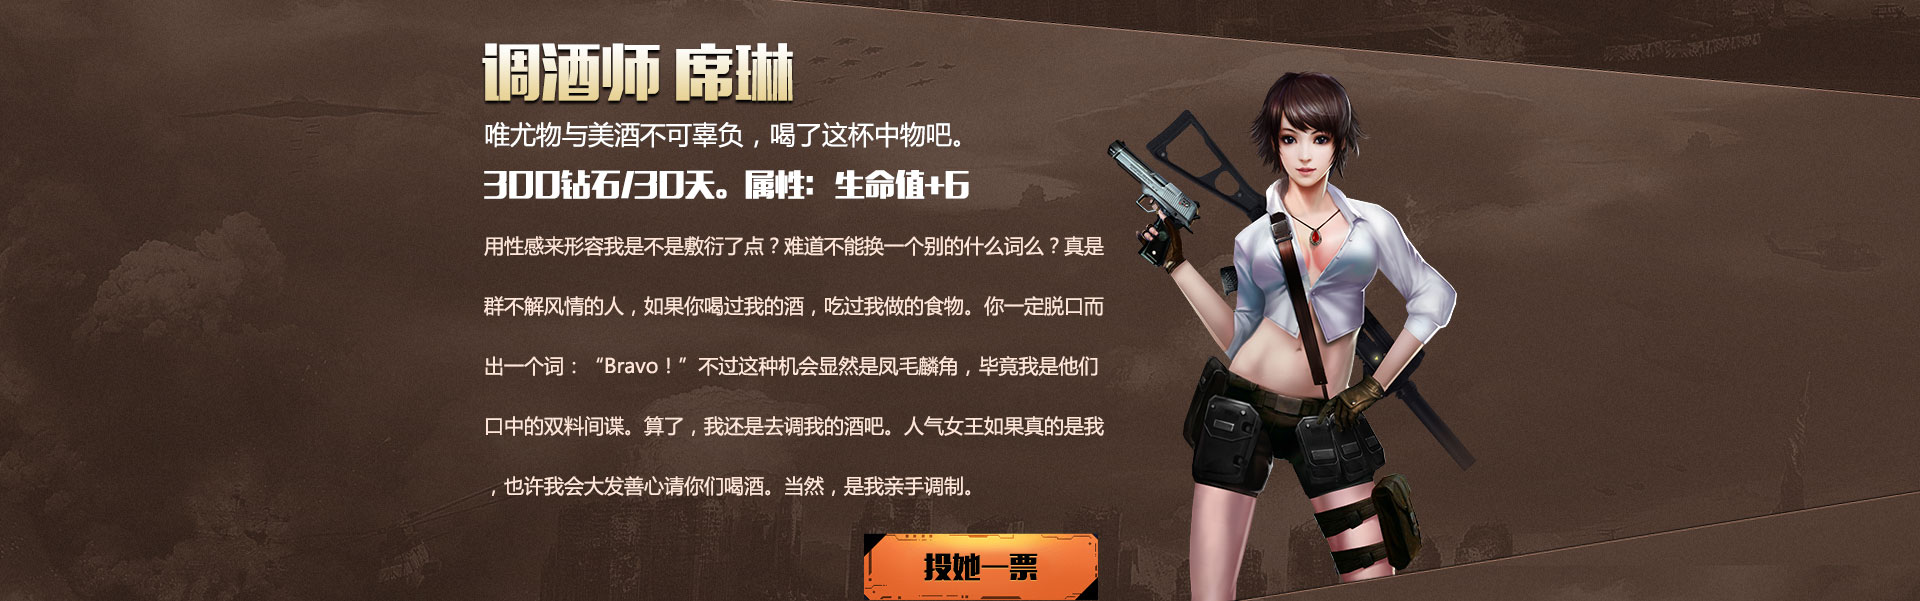 调酒师 席琳
唯尤物与美酒不可辜负，喝了这杯中物吧。
300钻石/30天。属性：生命值+6
用性感来形容我是不是敷衍了点？难道不能换一个别的什么词么？真是
群不解风情的人，如果你喝过我的酒，吃过我做的食物。你一定脱口而
出一个词：“Bravo！”不过这种机会显然是凤毛麟角，毕竟我是他们
口中的双料间谍。算了，我还是去调我的酒吧。人气女王如果真的是我
，也许我会大发善心请你们喝酒。当然，是我亲手调制。
投她一票